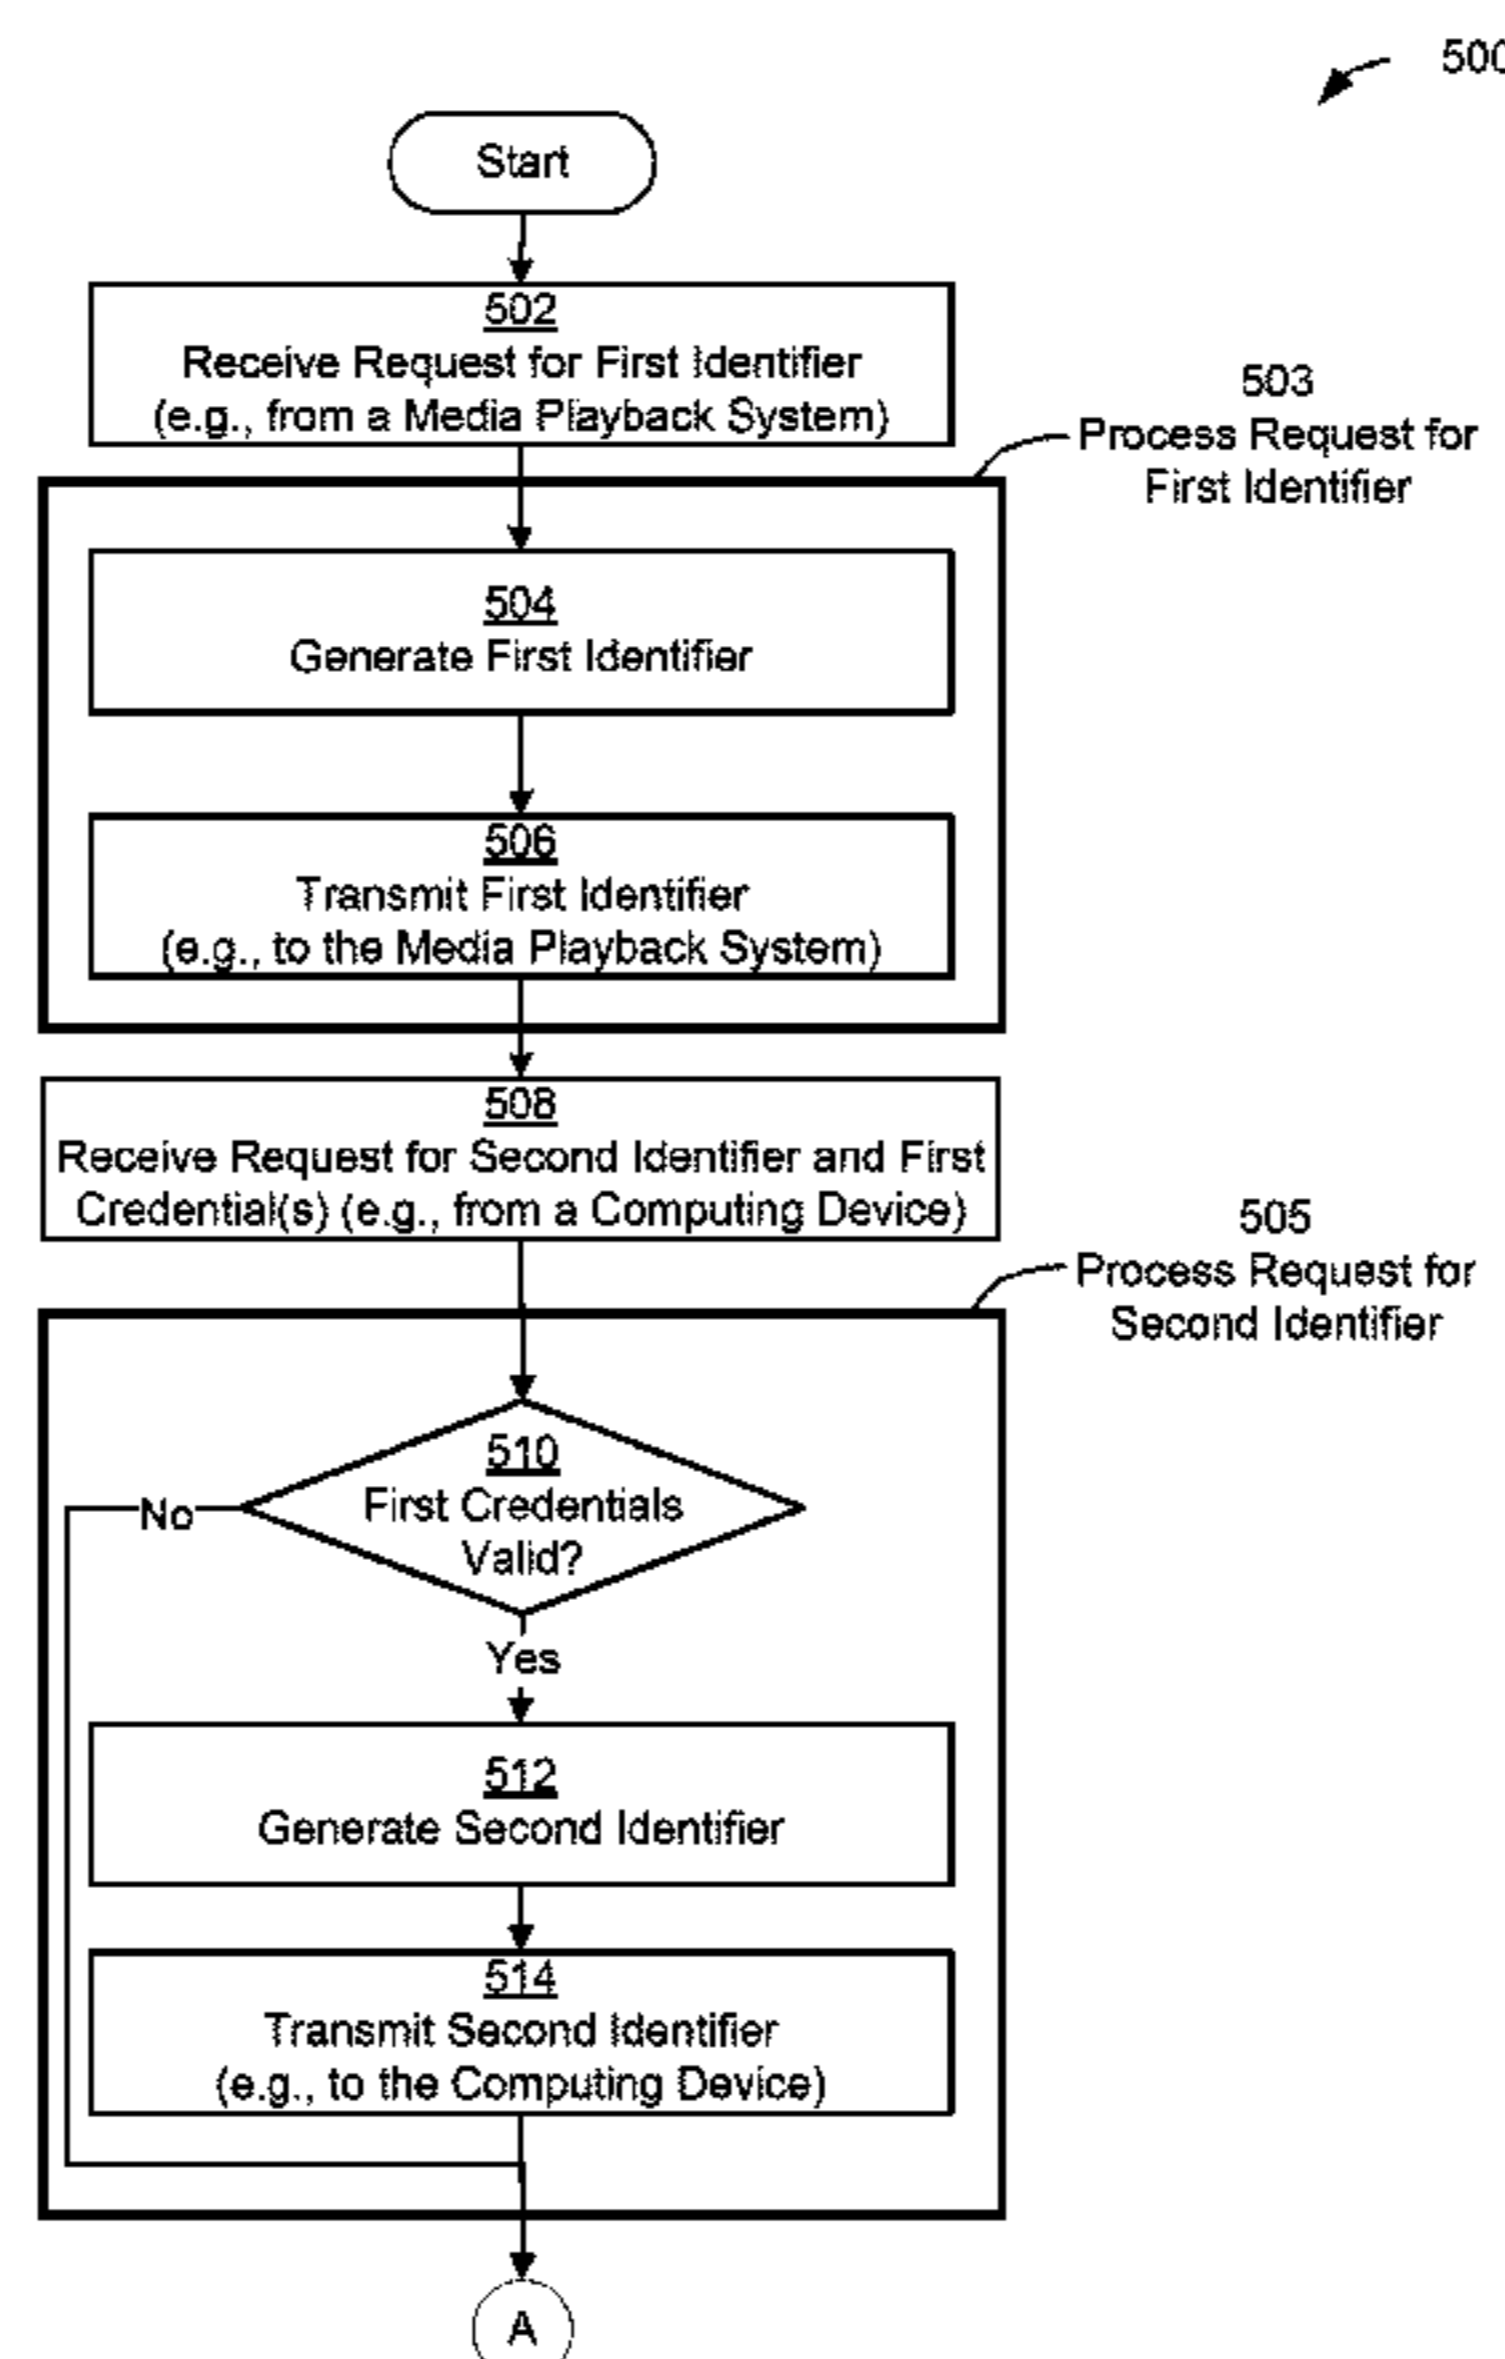 500
Start
502
Receive Request for First Identifier
(e.g., from a Media Playback System)
503
Process Request for
First Identifier
504
Generate First Identifier
506
Transmit First Identifier
(e.g., to the Media Playback System)
508
Receive Request for Second Identifier and First
Credential(s) (e.g., from a Computing Device)
505
Process Request for
Second Identifier
510
First Credentials
Valid?
No
Yes
512
Generate Second Identifier
514
Transmit Second Identifier
(e.g., to the Computing Device)
A